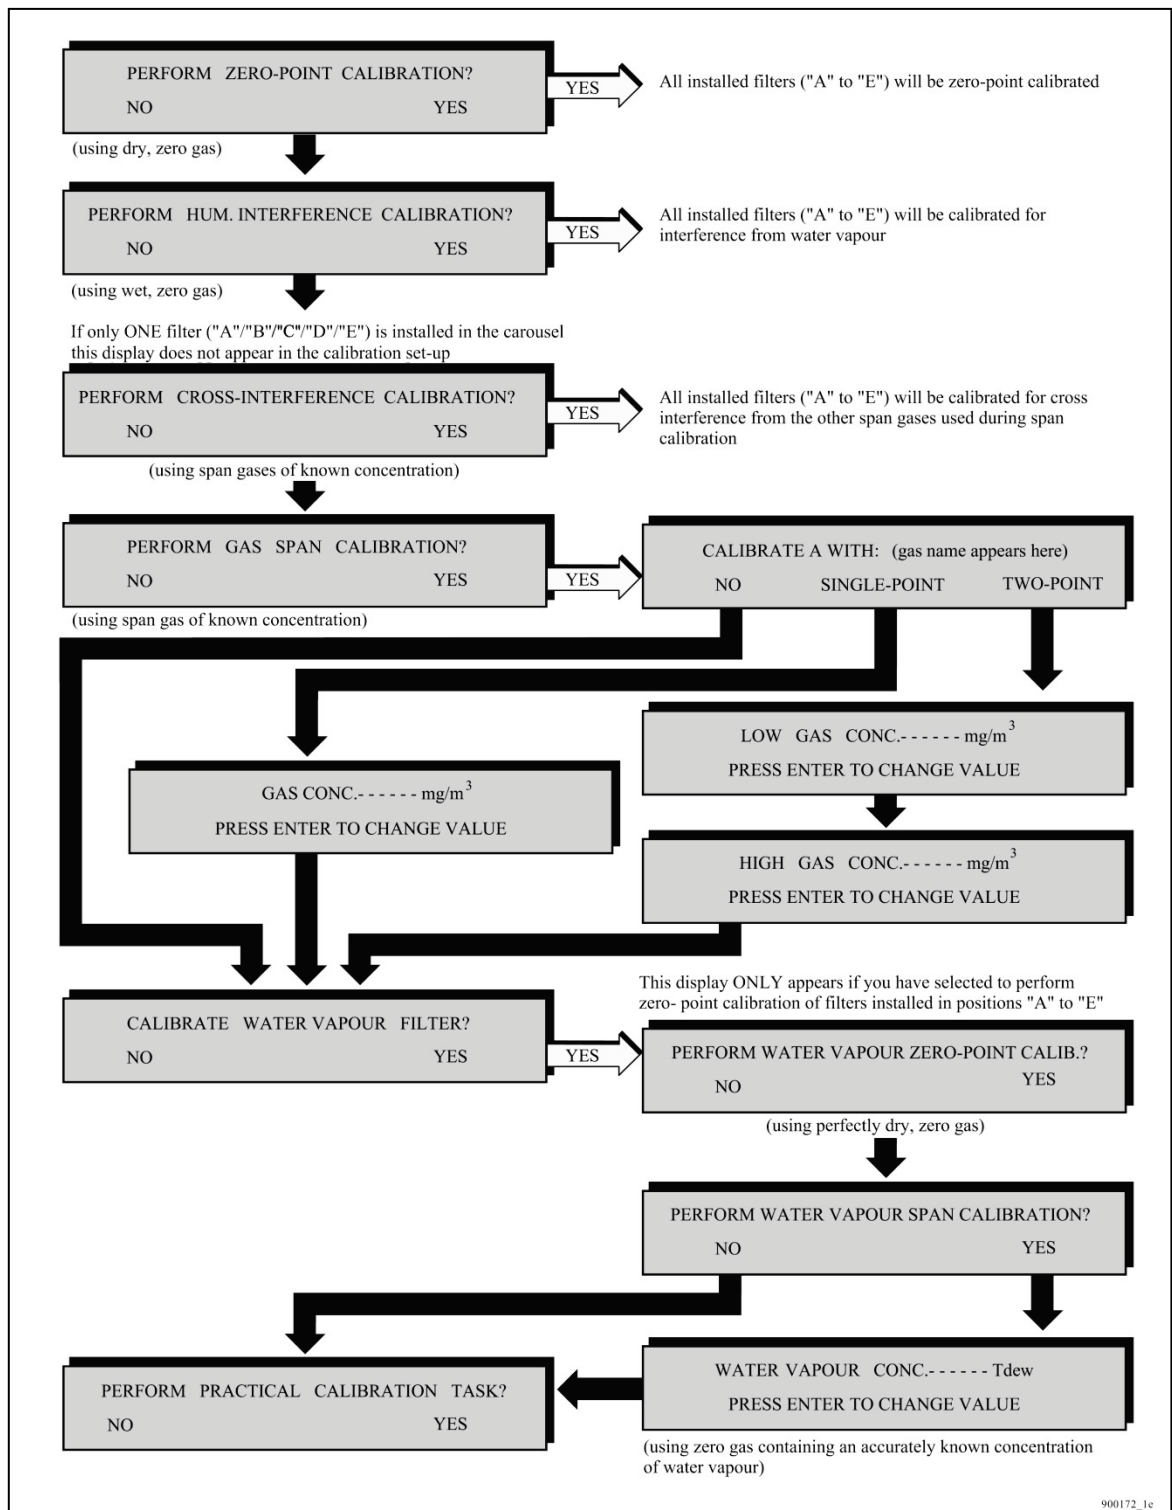 PERFORM ZERO-POINT CALIBRATION?
NO YES
YES
All installed filters ("A" to "E") will be zero-point calibrated
(using dry, zero gas)
PERFORM HUM. INTERFERENCE CALIBRATION?
NO YES
YES
All installed filters ("A" to "E") will be calibrated for
interference from water vapour
(using wet, zero gas)
If only ONE filter ("A"/"B"/"C"/"D"/"E") is installed in the carousel
this display does not appear in the calibration set-up
PERFORM CROSS-INTERFERENCE CALIBRATION?
NO YES
YES
All installed filters ("A" to "E") will be calibrated for cross
interference from the other span gases used during span
calibration
(using span gases of known concentration)
PERFORM GAS SPAN CALIBRATION?
NO YES
YES
CALIBRATE A WITH: (gas name appears here)
NO SINGLE-POINT TWO-POINT
(using span gas of known concentration)
LOW GAS CONC.- - - - - - mg/m³
PRESS ENTER TO CHANGE VALUE
GAS CONC.- - - - - - mg/m³
PRESS ENTER TO CHANGE VALUE
HIGH GAS CONC.- - - - - - mg/m³
PRESS ENTER TO CHANGE VALUE
This display ONLY appears if you have selected to perform
zero- point calibration of filters installed in positions "A" to "E"
CALIBRATE WATER VAPOUR FILTER?
NO YES
YES
PERFORM WATER VAPOUR ZERO-POINT CALIB.?
NO YES
(using perfectly dry, zero gas)
PERFORM WATER VAPOUR SPAN CALIBRATION?
NO YES
WATER VAPOUR CONC.- - - - - - Tdew
PRESS ENTER TO CHANGE VALUE
PERFORM PRACTICAL CALIBRATION TASK?
NO YES
(using zero gas containing an accurately known concentration
of water vapour)
900172_1e